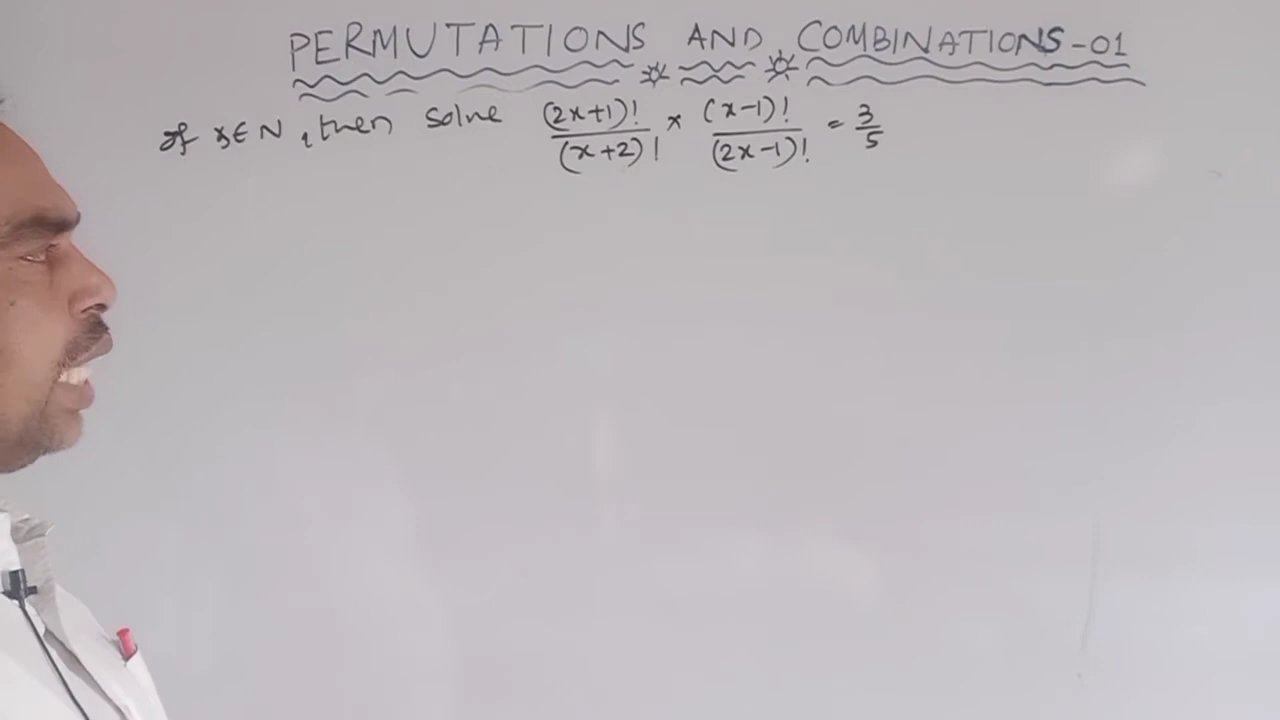 PERMUTATIONS AND COMBINATIONS-01
If x∈N, then solve (2x+1)!/(x+2)! × (x-1)!/(2x-1)! = 3/5